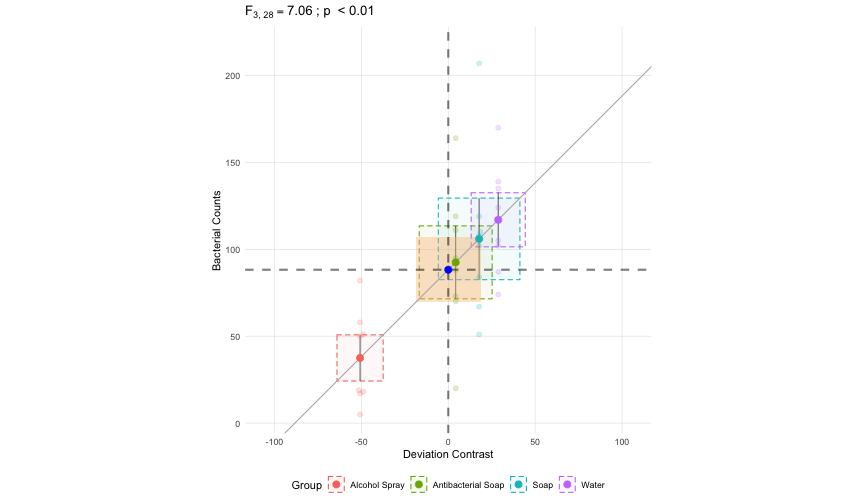 F3, 28 = 7.06 ; p < 0.01
200
150
100
50
0
Bacterial Counts
-100 -50 0 50 100
Deviation Contrast
Group Alcohol Spray Antibacterial Soap Soap Water